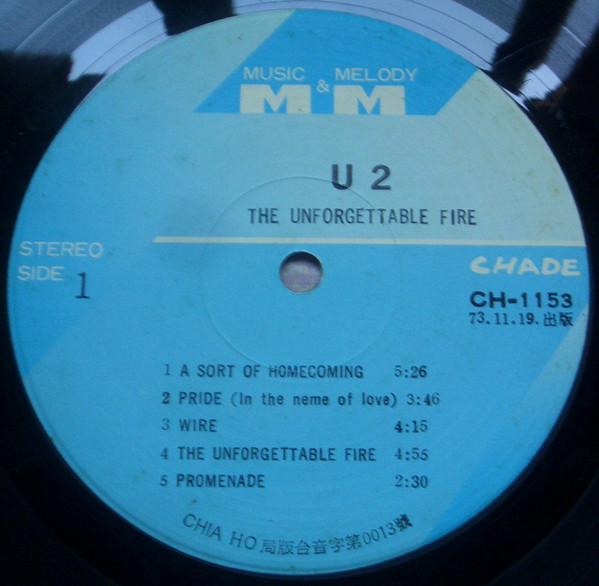 MUSIC & MELODY
M M
U 2
THE UNFORGETTABLE FIRE
STEREO
SIDE 1
CHADE
CH-1153
73.11.19.出版
1 A SORT OF HOMECOMING 5:26
2 PRIDE (In the neme of love) 3:46
3 WIRE 4:15
4 THE UNFORGETTABLE FIRE 4:55
5 PROMENADE 2:30
CHIA HO 局版台音字第0013號